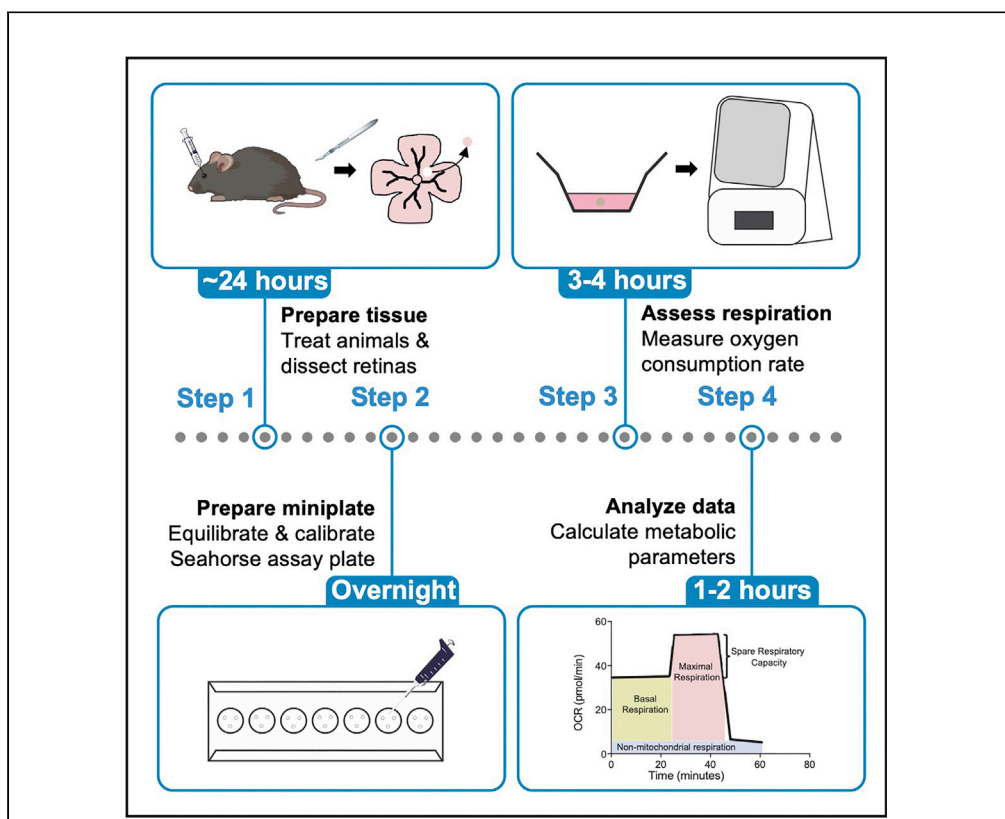 ~24 hours
Prepare tissue
Treat animals &
dissect retinas
Step 1
Step 2
3-4 hours
Assess respiration
Measure oxygen
consumption rate
Step 3
Step 4
Prepare miniplate
Equilibrate & calibrate
Seahorse assay plate
Overnight
Analyze data
Calculate metabolic
parameters
1-2 hours
60
40
20
0
OCR (pmol/min)
Basal
Respiration
Maximal
Respiration
Spare Respiratory
Capacity
Non-mitochondrial respiration
0
20
40
60
80
Time (minutes)